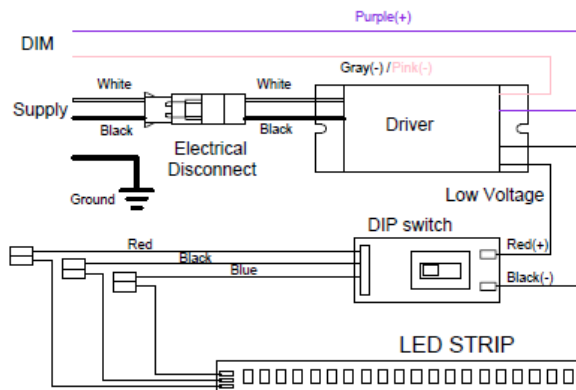 Purple(+)
DIM
Gray(-) / Pink(-)
White
White
Supply
Driver
Black
Black
Electrical
Disconnect
Low Voltage
Ground
DIP switch
Red
Red(+)
Black
Blue
Black(-)
LED STRIP